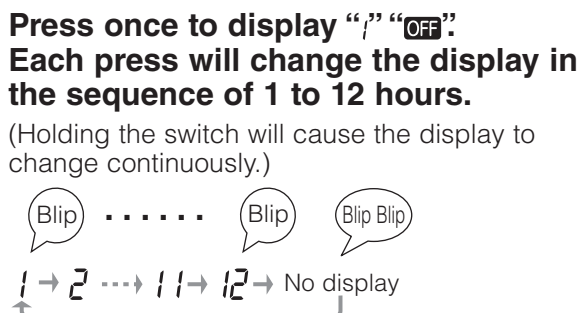 Press once to display “1” “OFF”.
Each press will change the display in
the sequence of 1 to 12 hours.
(Holding the switch will cause the display to
change continuously.)
Blip ······ Blip Blip Blip
1 → 2 ····→ 11 → 12 → No display